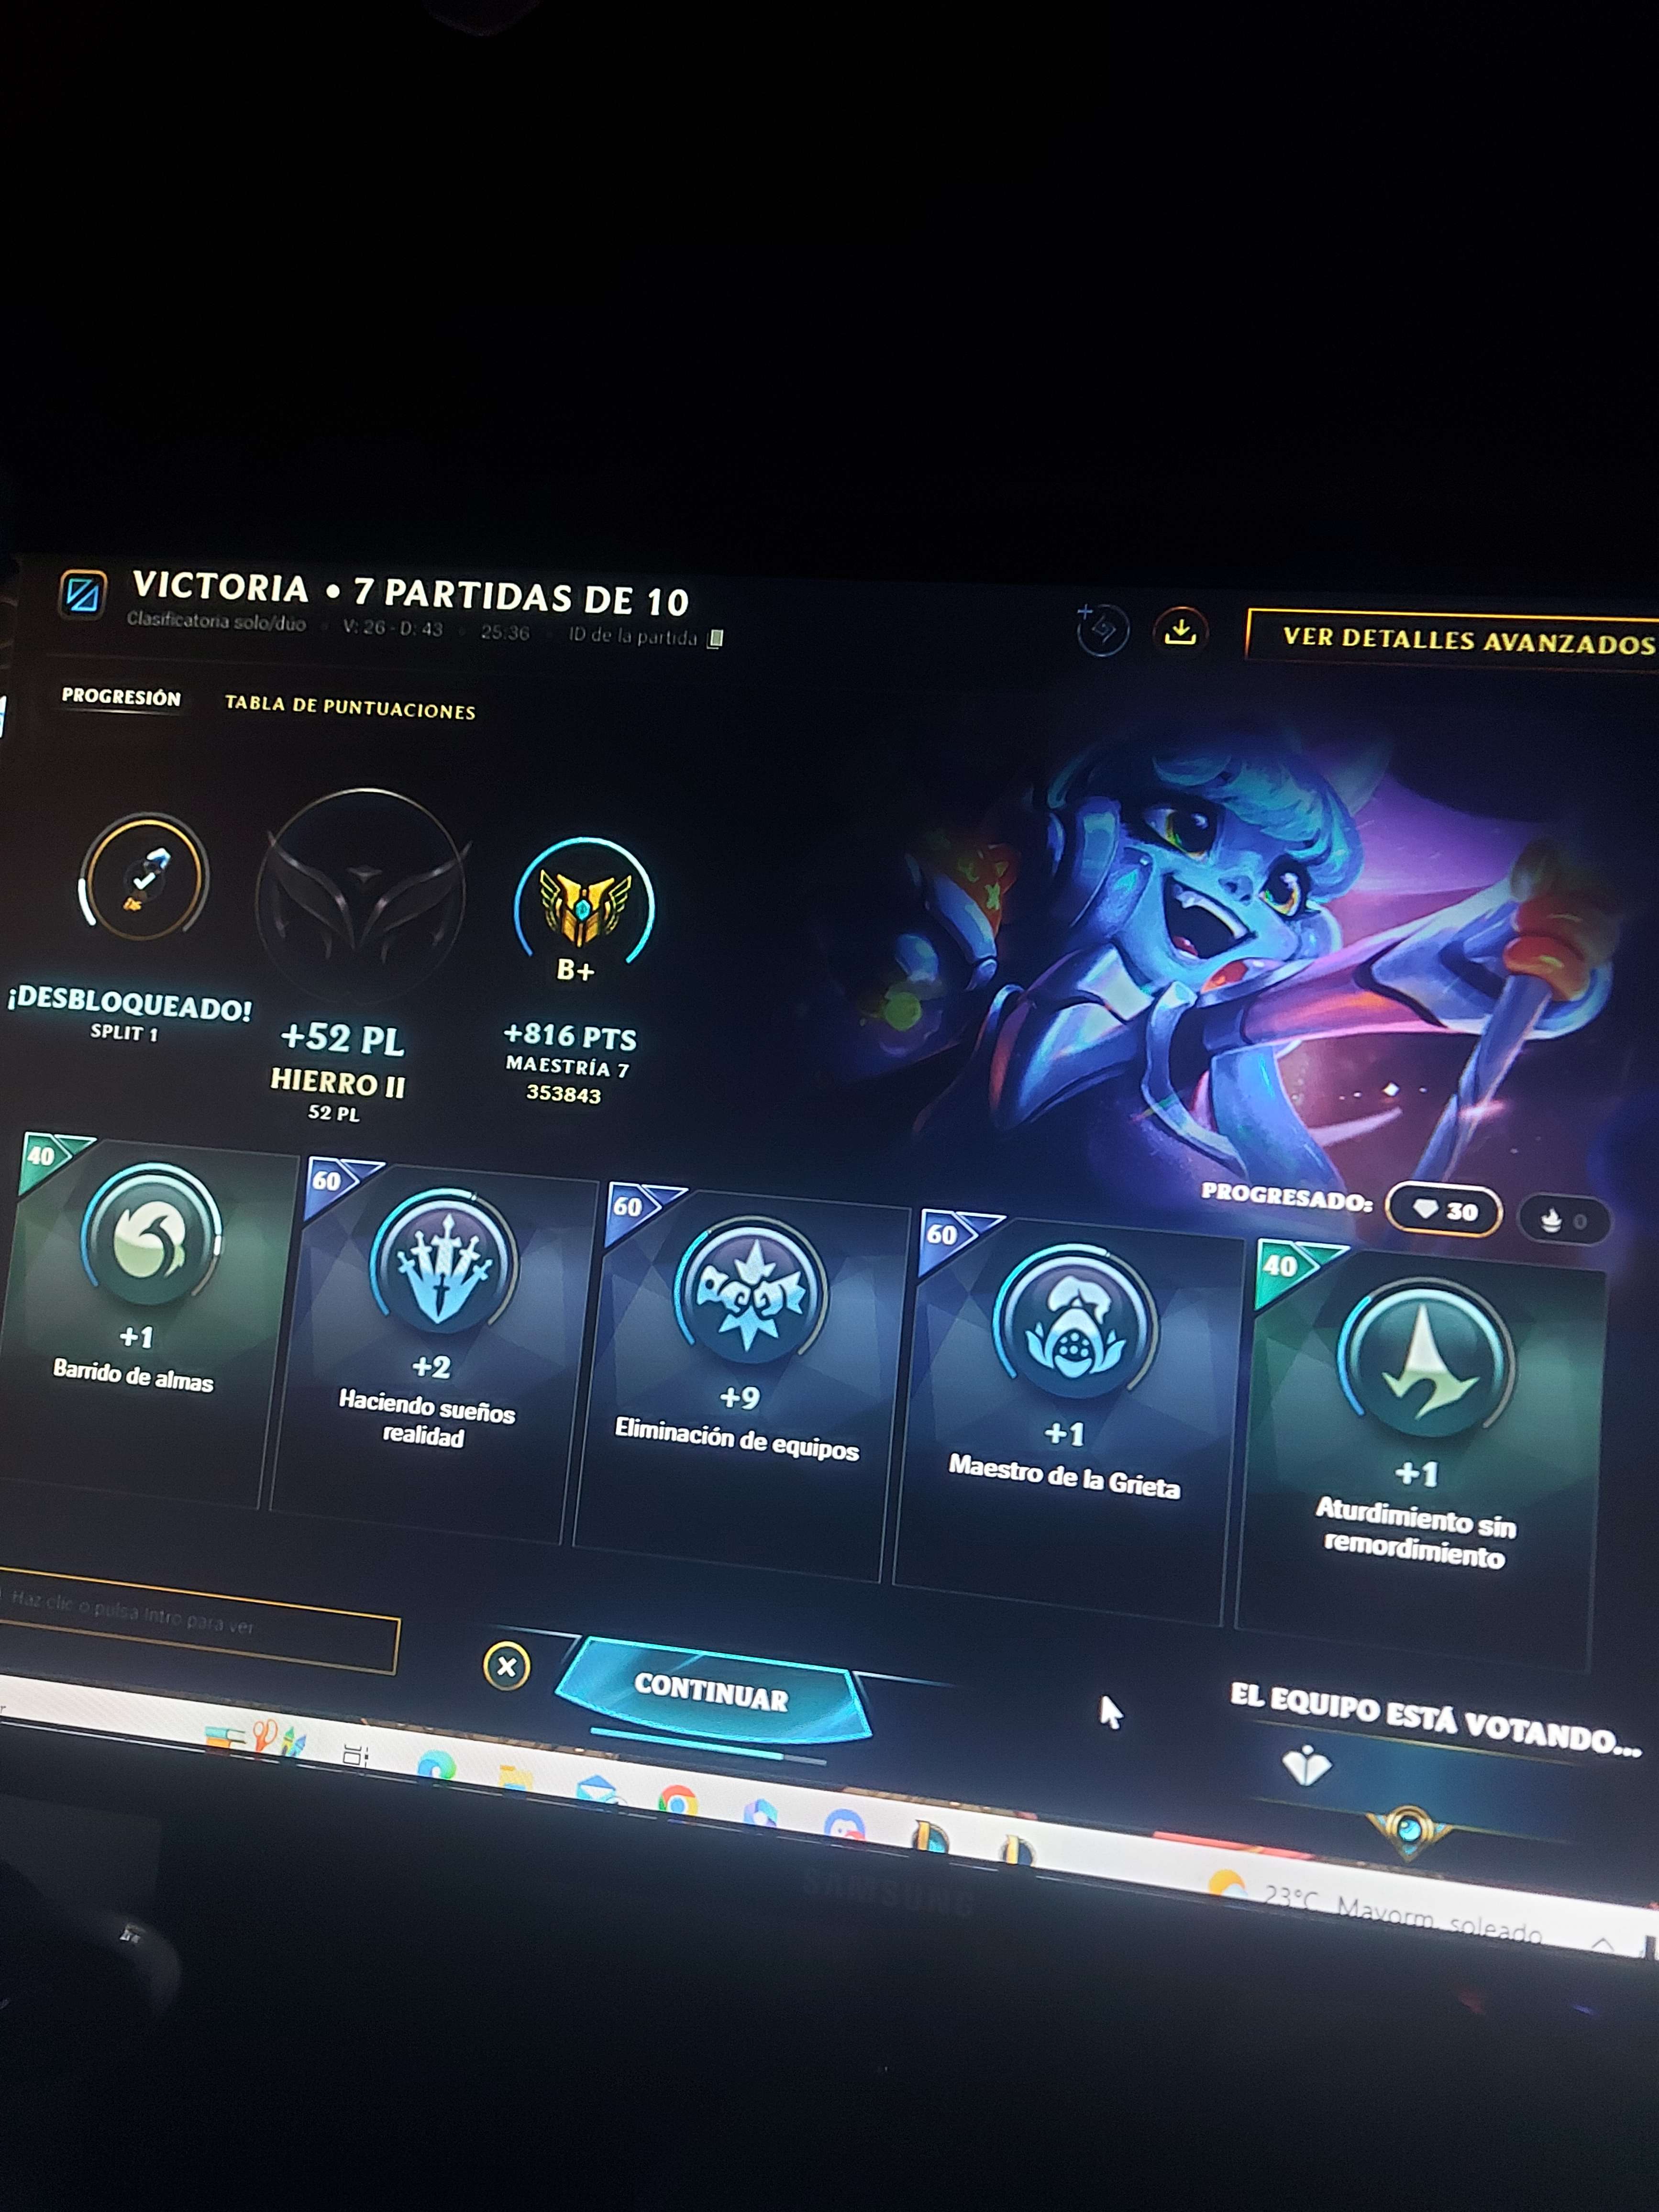 VICTORIA • 7 PARTIDAS DE 10
Clasificatoria solo/dúo • V: 26 - D: 43 • 25:36 • ID de la partida
VER DETALLES AVANZADOS
PROGRESIÓN
TABLA DE PUNTUACIONES
¡DESBLOQUEADO!
SPLIT 1
+52 PL
HIERRO II
52 PL
B+
+816 PTS
MAESTRÍA 7
353843
PROGRESADO:
30
0
40
+1
Barrido de almas
60
+2
Haciendo sueños
realidad
60
+9
Eliminación de equipos
60
+1
Maestro de la Grieta
40
+1
Aturdimiento sin
remordimiento
Haz clic o pulsa Intro para ver
CONTINUAR
EL EQUIPO ESTÁ VOTANDO...
23°C Mayorm. soleado
SAMSUNG